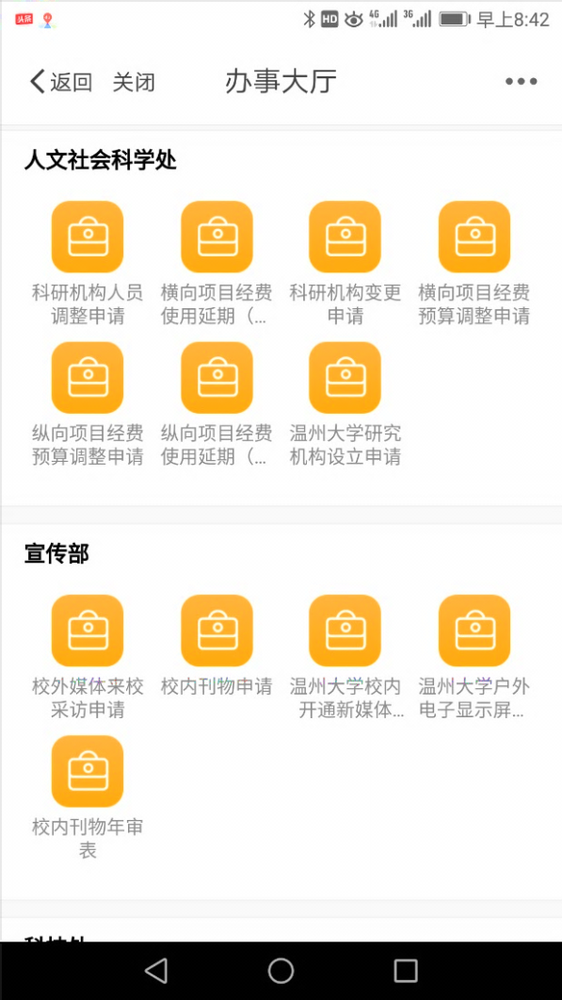 头条
HD 4G 3G 早上8:42
返回 关闭 办事大厅
人文社会科学处
科研机构人员 横向项目经费 科研机构变更 横向项目经费
调整申请 使用延期（... 申请 预算调整申请
纵向项目经费 纵向项目经费 温州大学研究
预算调整申请 使用延期（... 机构设立申请
宣传部
校外媒体来校 校内刊物申请 温州大学校内 温州大学户外
采访申请 开通新媒体... 电子显示屏...
校内刊物年审
表